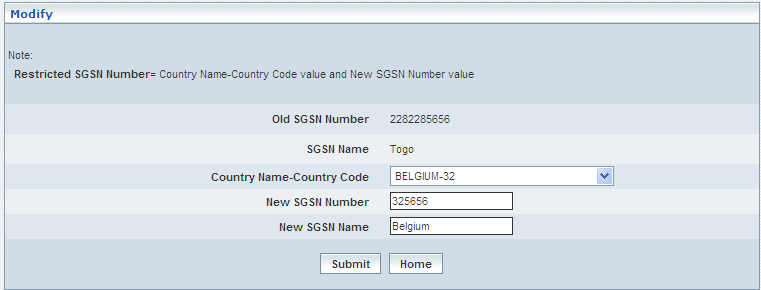 Modify
Note:
Restricted SGSN Number= Country Name-Country Code value and New SGSN Number value
Old SGSN Number 2282285656
SGSN Name Togo
Country Name-Country Code BELGIUM-32
New SGSN Number 325656
New SGSN Name Belgium
Submit Home